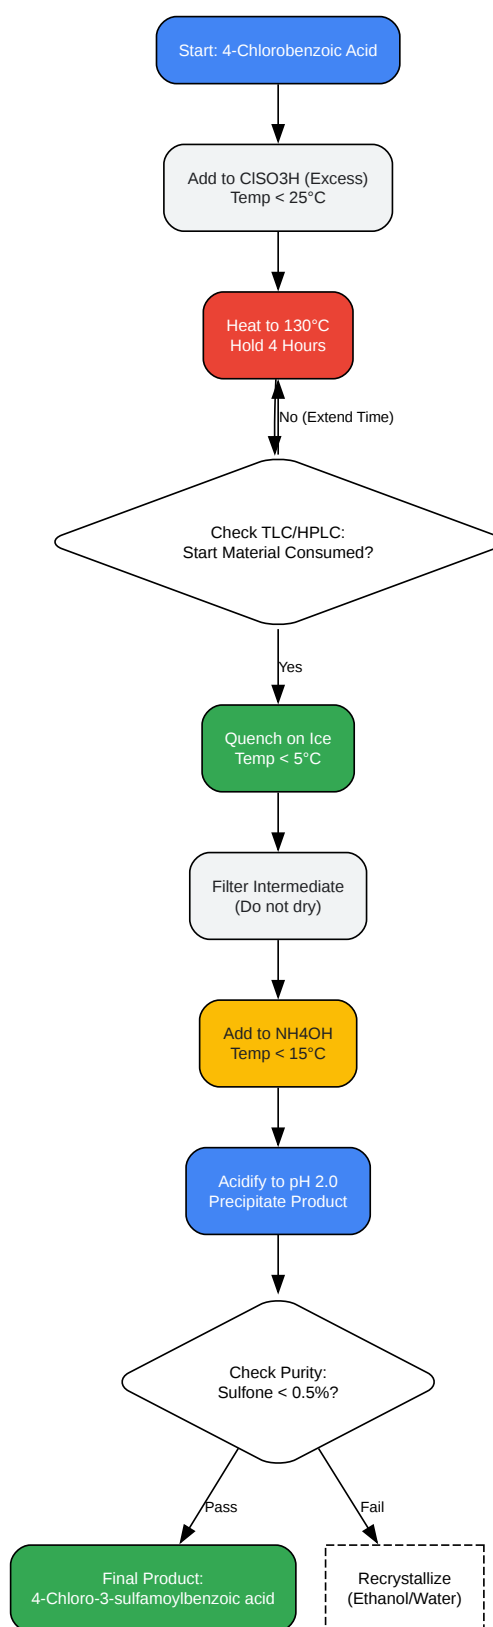 Start: 4-Chlorobenzoic Acid
Add to ClSO3H (Excess)
Temp < 25°C
Heat to 130°C
Hold 4 Hours
No (Extend Time)
Check TLC/HPLC:
Start Material Consumed?
Yes
Quench on Ice
Temp < 5°C
Filter Intermediate
(Do not dry)
Add to NH4OH
Temp < 15°C
Acidify to pH 2.0
Precipitate Product
Check Purity:
Sulfone < 0.5%?
Pass
Fail
Final Product:
4-Chloro-3-sulfamoylbenzoic acid
Recrystallize
(Ethanol/Water)